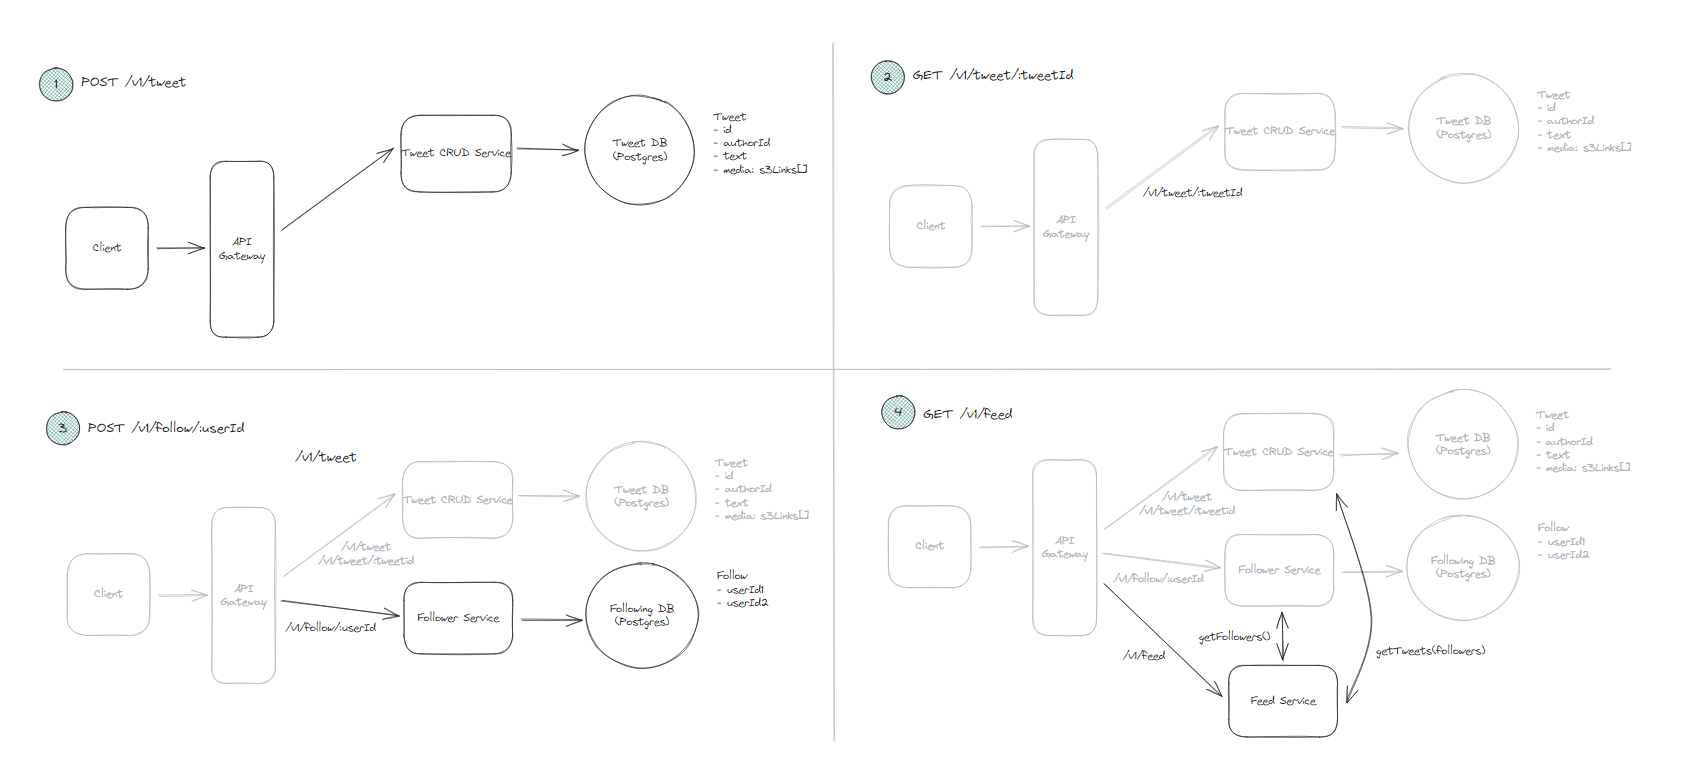 1
POST /v1/tweet
Client
API
Gateway
Tweet CRUD Service
Tweet DB
(Postgres)
Tweet
- id
- authorId
- text
- media: s3Links[]
2
GET /v1/tweet/:tweetId
Client
API
Gateway
/v1/tweet/:tweetId
Tweet CRUD Service
Tweet DB
(Postgres)
Tweet
- id
- authorId
- text
- media: s3Links[]
3
POST /v1/follow/:userId
/v1/tweet
Client
API
Gateway
/v1/tweet
/v1/tweet/:tweetid
Tweet CRUD Service
Tweet DB
(Postgres)
Tweet
- id
- authorId
- text
- media: s3Links[]
/v1/follow/:userId
Follower Service
Following DB
(Postgres)
Follow
- userId1
- userId2
4
GET /v1/feed
Client
API
Gateway
/v1/tweet
/v1/tweet/:tweetid
Tweet CRUD Service
Tweet DB
(Postgres)
Tweet
- id
- authorId
- text
- media: s3Links[]
/v1/follow/:userId
Follower Service
Following DB
(Postgres)
Follow
- userId1
- userId2
getFollowers()
/v1/feed
getTweets(followers)
Feed Service